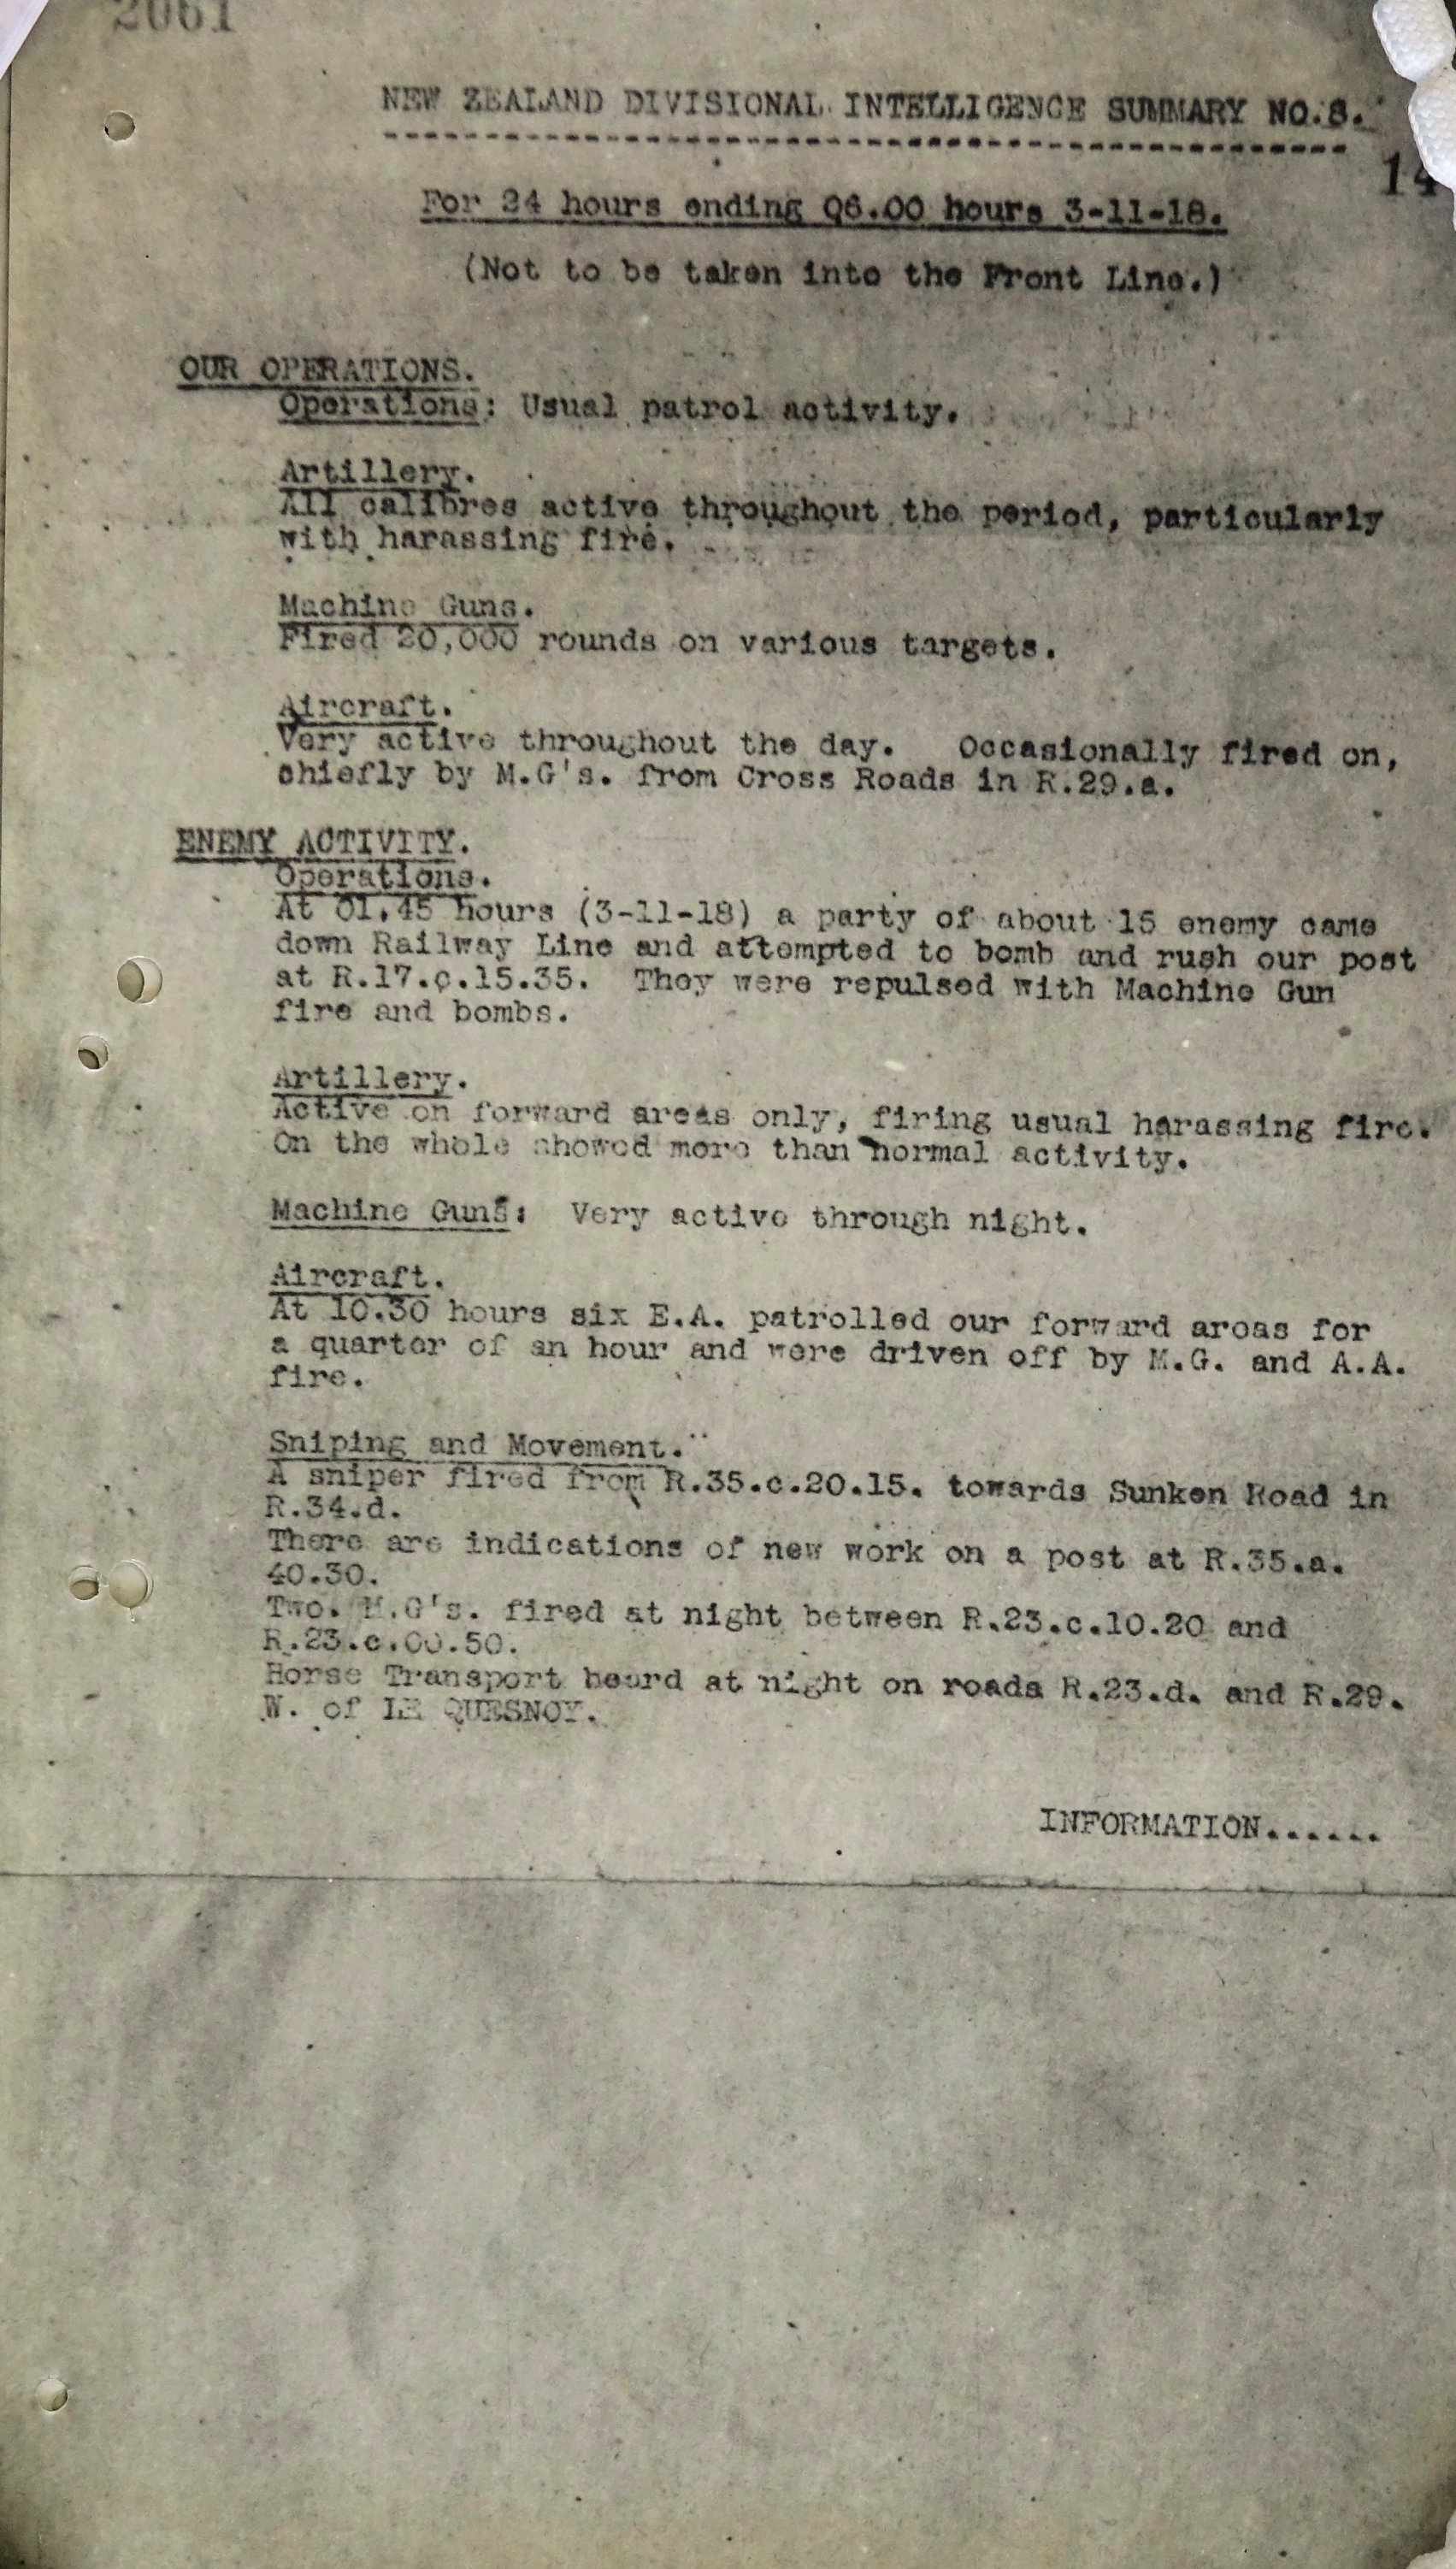 2061
NEW ZEALAND DIVISIONAL INTELLIGENCE SUMMARY NO.8.
14
For 24 hours ending 06.00 hours 3-11-18.
(Not to be taken into the Front Line.)
OUR OPERATIONS.
Operations: Usual patrol activity.
Artillery.
All calibres active throughout the period, particularly
with harassing fire.
Machine Guns.
Fired 20,000 rounds on various targets.
Aircraft.
Very active throughout the day. Occasionally fired on,
chiefly by M.G's. from Cross Roads in R.29.a.
ENEMY ACTIVITY.
Operations.
At 01.45 hours (3-11-18) a party of about 15 enemy came
down Railway Line and attempted to bomb and rush our post
at R.17.c.15.35. They were repulsed with Machine Gun
fire and bombs.
Artillery.
Active on forward areas only, firing usual harassing fire.
On the whole showed more than normal activity.
Machine Guns: Very active through night.
Aircraft.
At 10.30 hours six E.A. patrolled our forward areas for
a quarter of an hour and were driven off by M.G. and A.A.
fire.
Sniping and Movement.
A sniper fired from R.35.c.20.15. towards Sunken Road in
R.34.d.
There are indications of new work on a post at R.35.a.
40.30.
Two. M.G's. fired at night between R.23.c.10.20 and
R.23.c.00.50.
Horse Transport heard at night on roads R.23.d. and R.29.
W. of LE QUESNOY.
INFORMATION......